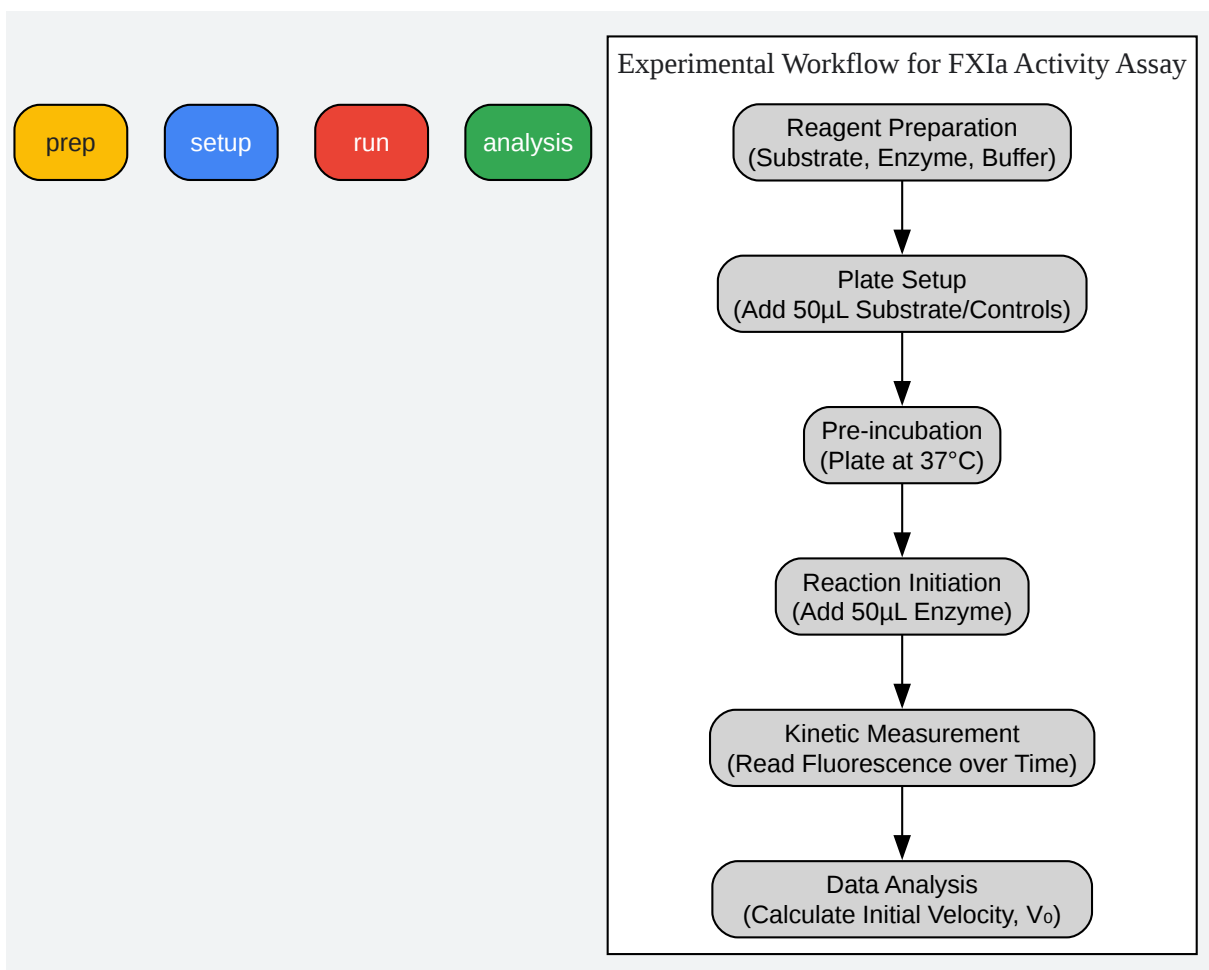 Experimental Workflow for FXIa Activity Assay
prep
setup
run
analysis
Reagent Preparation
(Substrate, Enzyme, Buffer)
Plate Setup
(Add 50µL Substrate/Controls)
Pre-incubation
(Plate at 37°C)
Reaction Initiation
(Add 50µL Enzyme)
Kinetic Measurement
(Read Fluorescence over Time)
Data Analysis
(Calculate Initial Velocity, V₀)